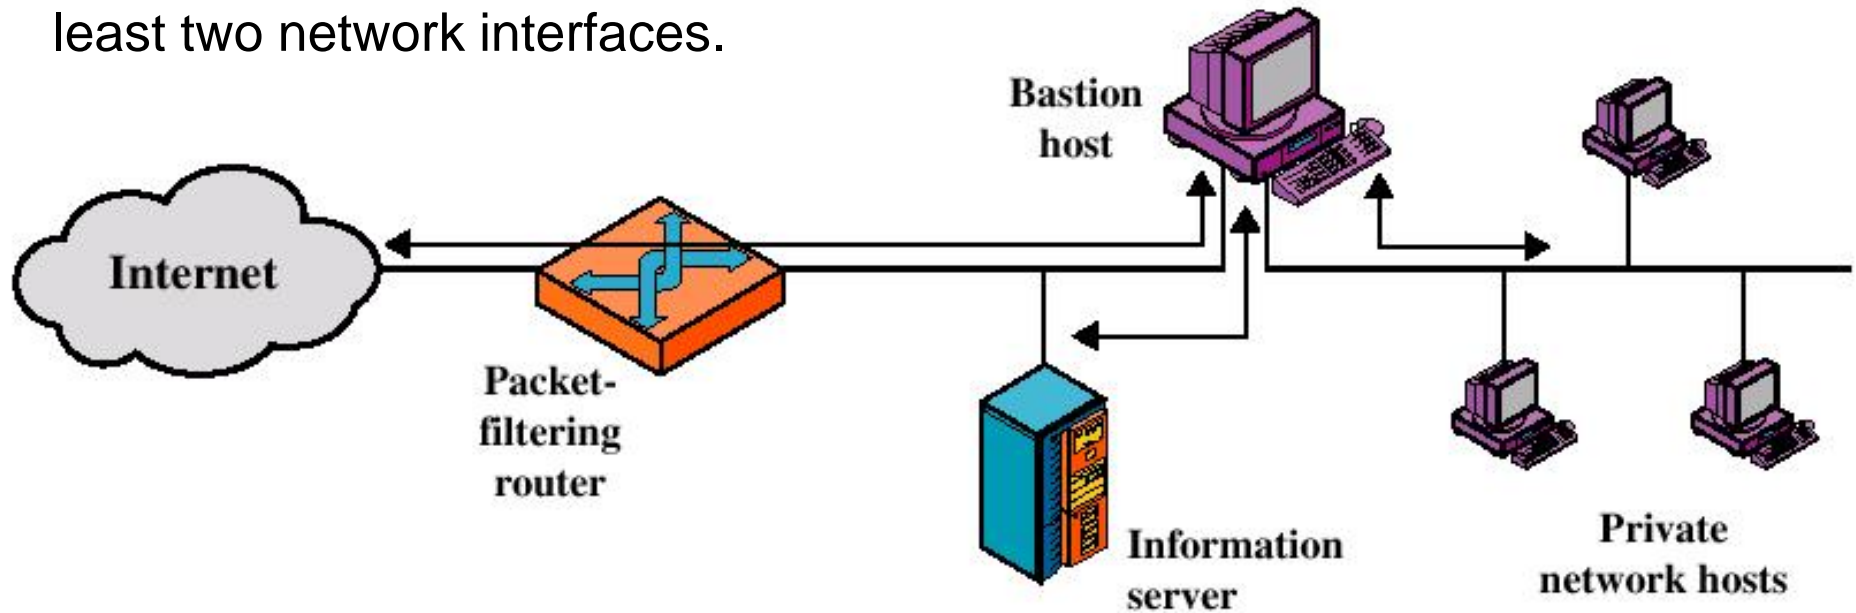 least two network interfaces.
Bastion
host
Internet
Packet-
filtering
router
Information
server
Private
network hosts